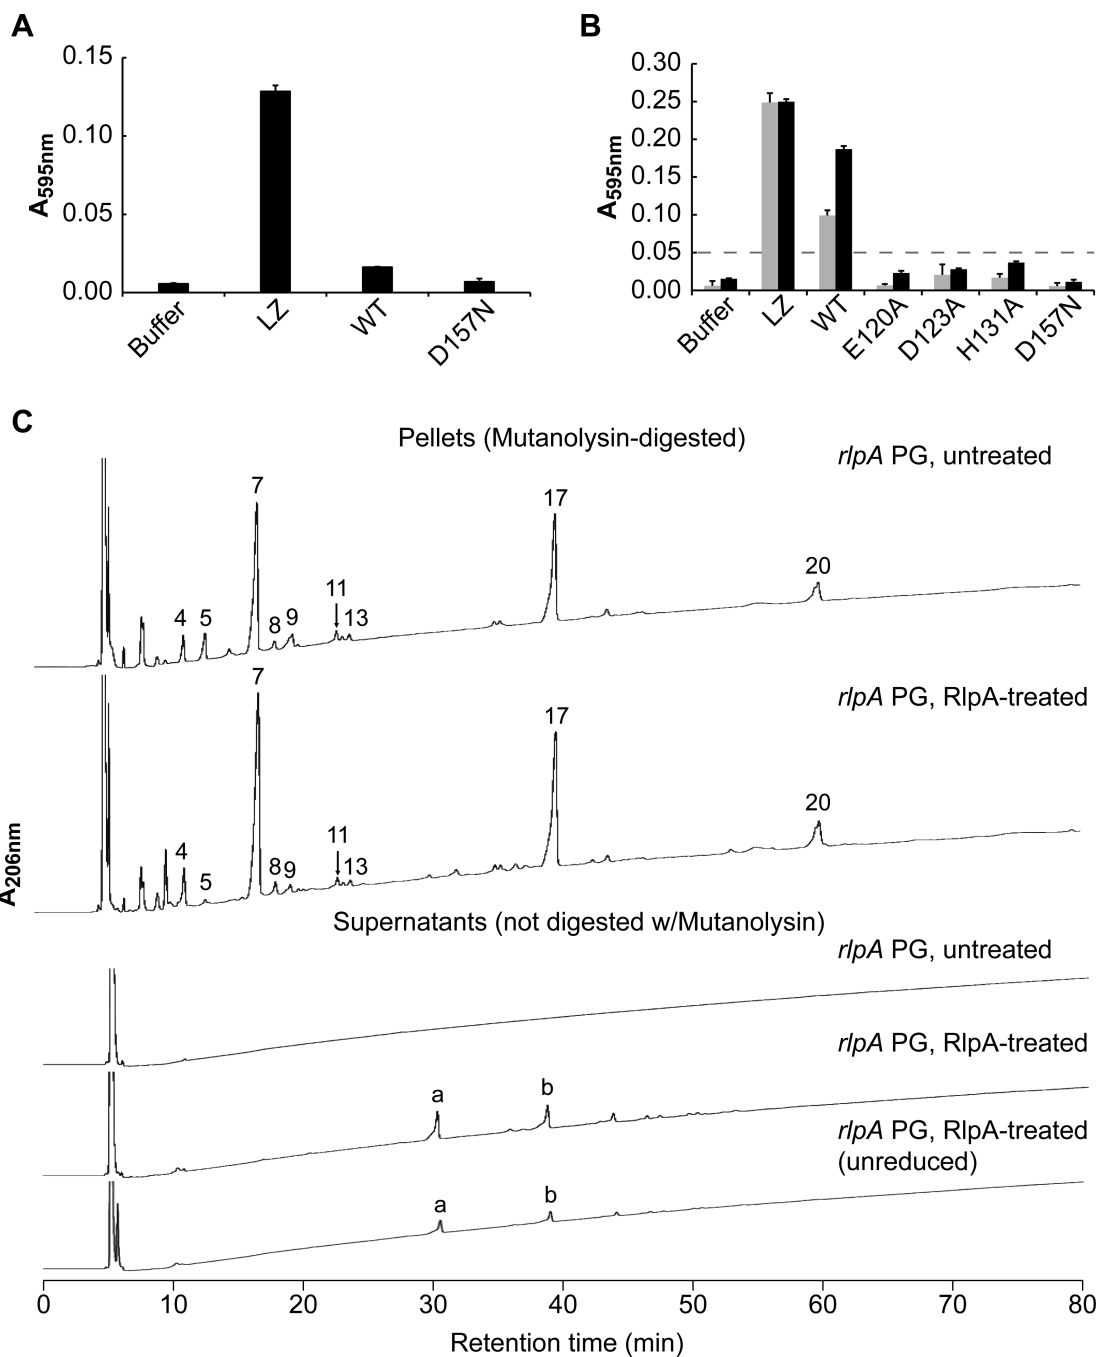 A
B
0.15
0.10
0.05
0.00
A595nm
Buffer
LZ
WT
D157N
0.30
0.25
0.20
0.15
0.10
0.05
0.00
A595nm
Buffer
LZ
WT
E120A
D123A
H131A
D157N
C
Pellets (Mutanolysin-digested)
rlpA PG, untreated
7
17
20
4
5
8
9
11
13
rlpA PG, RlpA-treated
7
17
20
4
5
8
9
11
13
A206nm
Supernatants (not digested w/Mutanolysin)
rlpA PG, untreated
rlpA PG, RlpA-treated
a
b
rlpA PG, RlpA-treated
(unreduced)
a
b
0 10 20 30 40 50 60 70 80
Retention time (min)